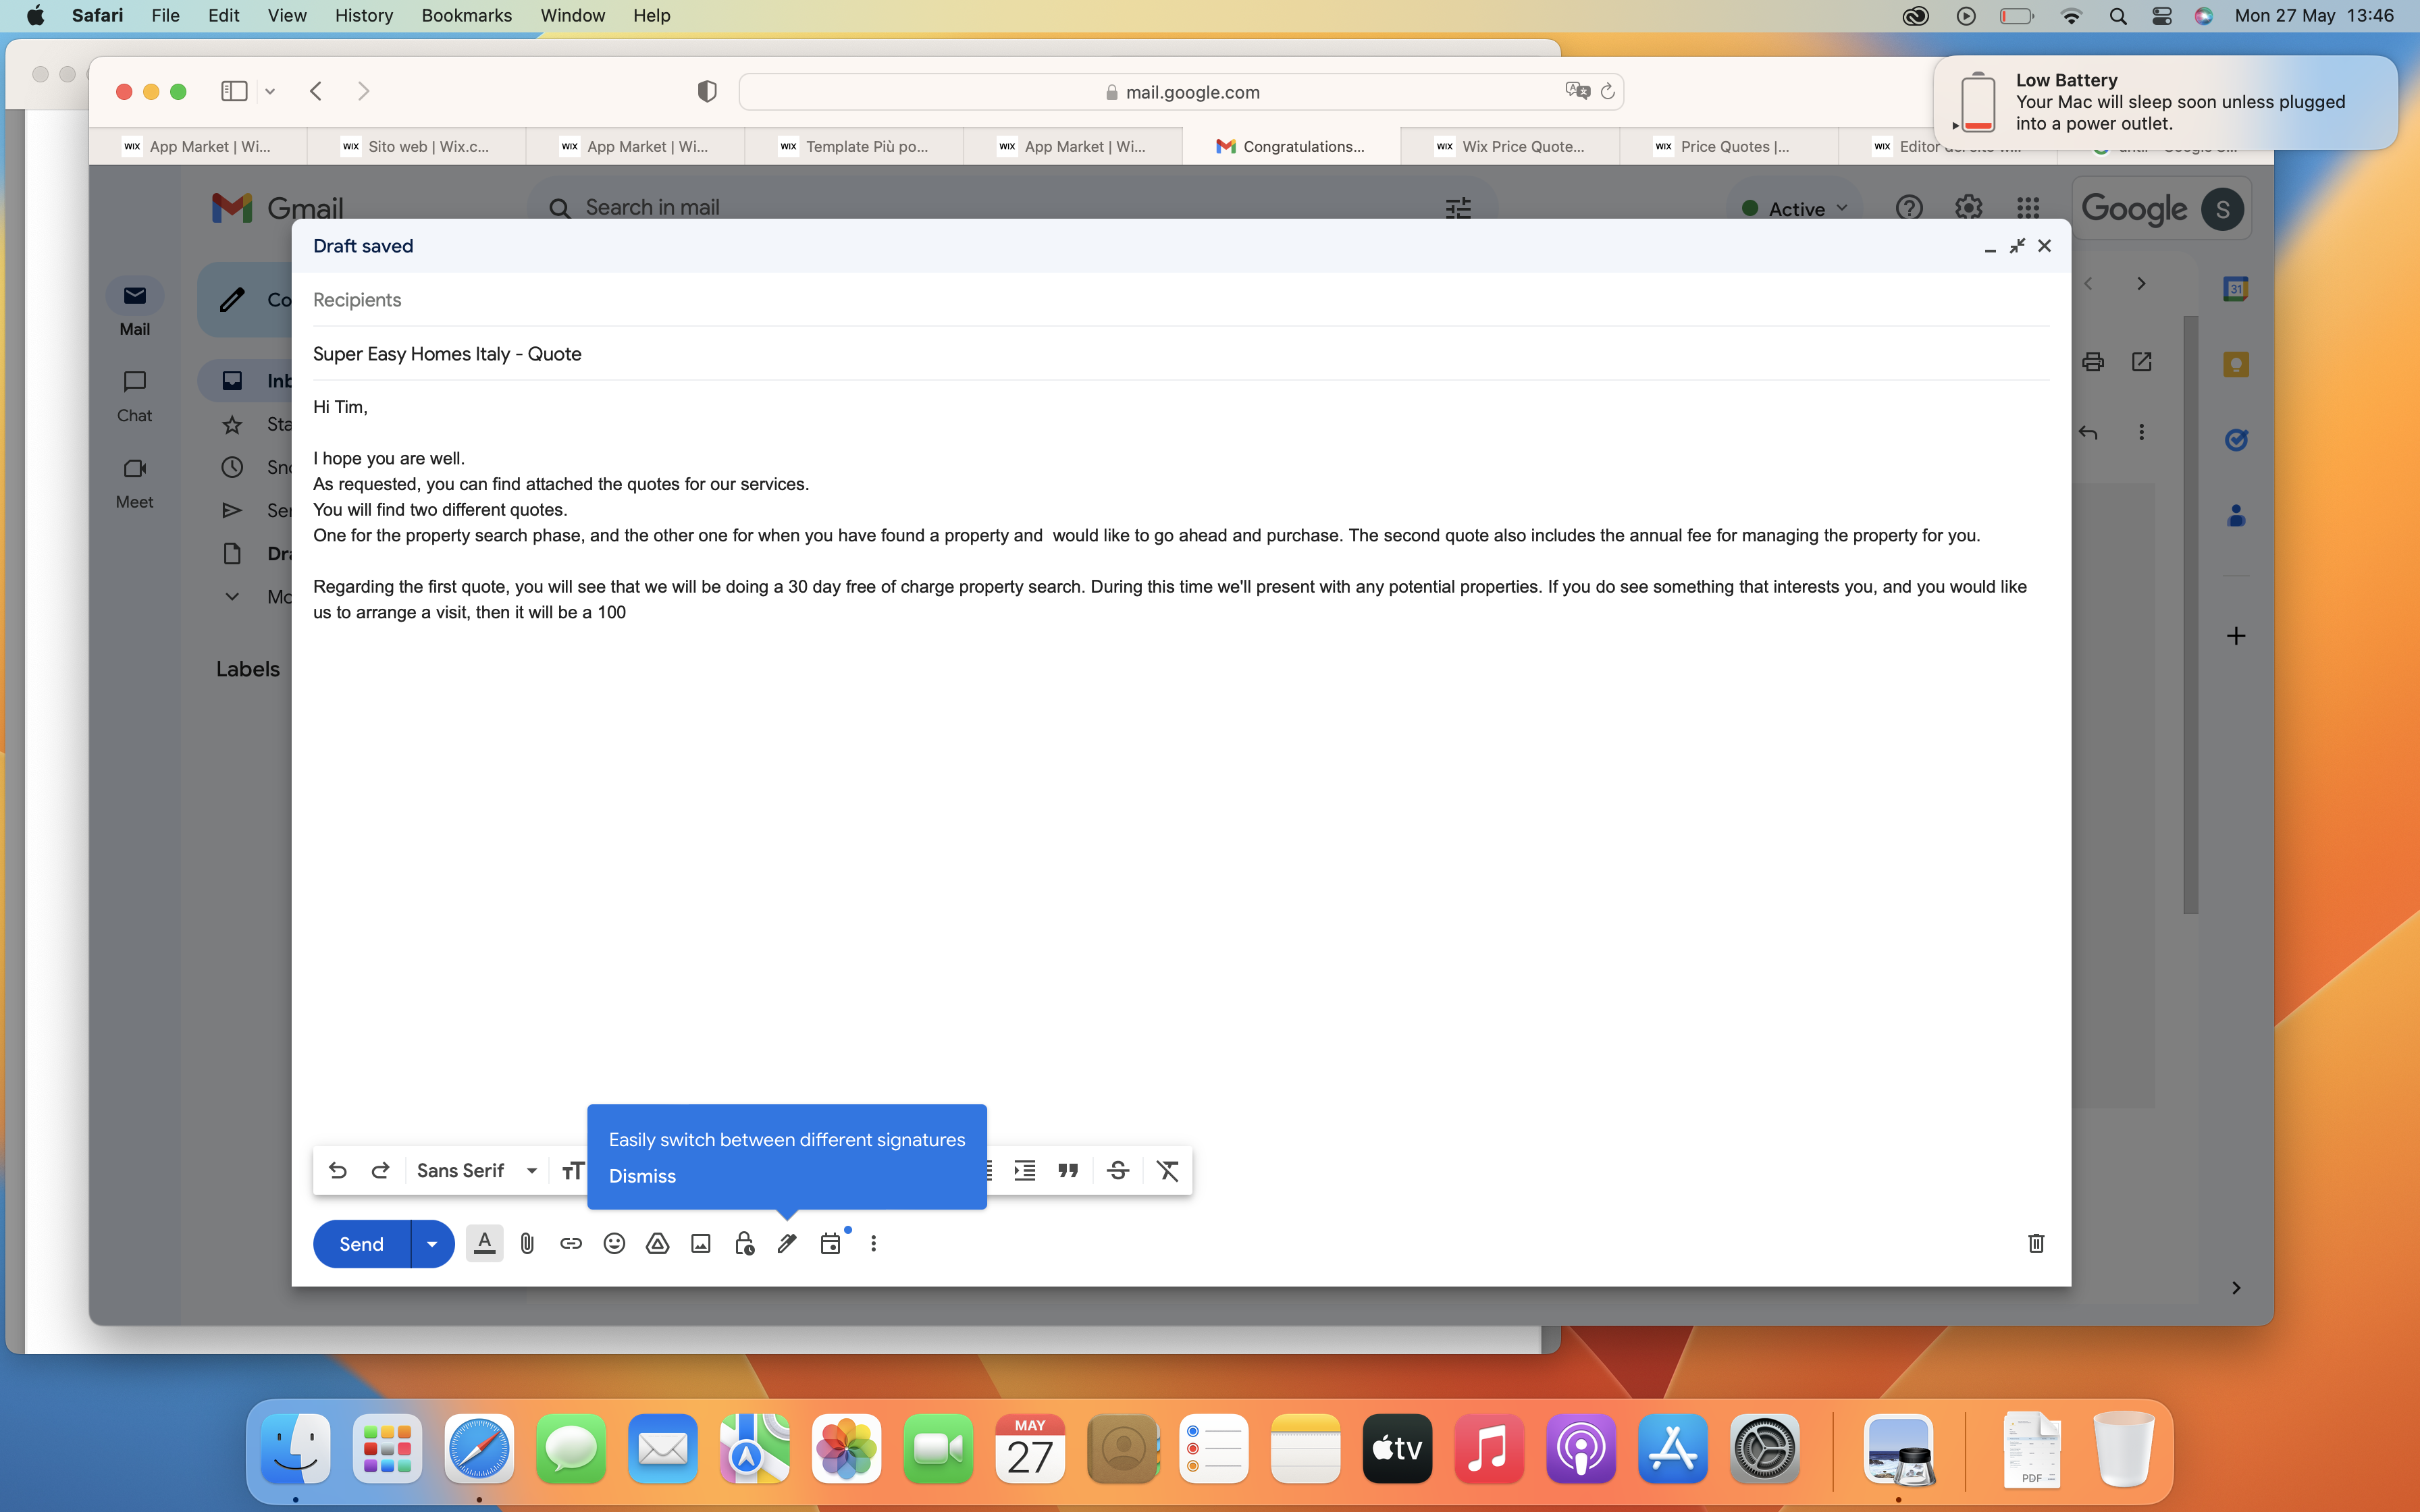 Safari File Edit View History Bookmarks Window Help Mon 27 May 13:46
Low Battery
Your Mac will sleep soon unless plugged
into a power outlet.
mail.google.com
WIX App Market | Wi... WIX Sito web | Wix.c... WIX App Market | Wi... WIX Template Più po... WIX App Market | Wi... Congratulations... WIX Wix Price Quote... WIX Price Quotes |... WIX Editor
Gmail Search in mail Active Google S
Draft saved
Recipients
Super Easy Homes Italy - Quote
Hi Tim,
I hope you are well.
As requested, you can find attached the quotes for our services.
You will find two different quotes.
One for the property search phase, and the other one for when you have found a property and  would like to go ahead and purchase. The second quote also includes the annual fee for managing the property for you.
Regarding the first quote, you will see that we will be doing a 30 day free of charge property search. During this time we'll present with any potential properties. If you do see something that interests you, and you would like
us to arrange a visit, then it will be a 100
Mail
Chat
Meet
Co
Inb
Sta
Sno
Sen
Dra
Mo
Labels
31
Easily switch between different signatures
Dismiss
Sans Serif
Send
MAY
27
tv
PDF